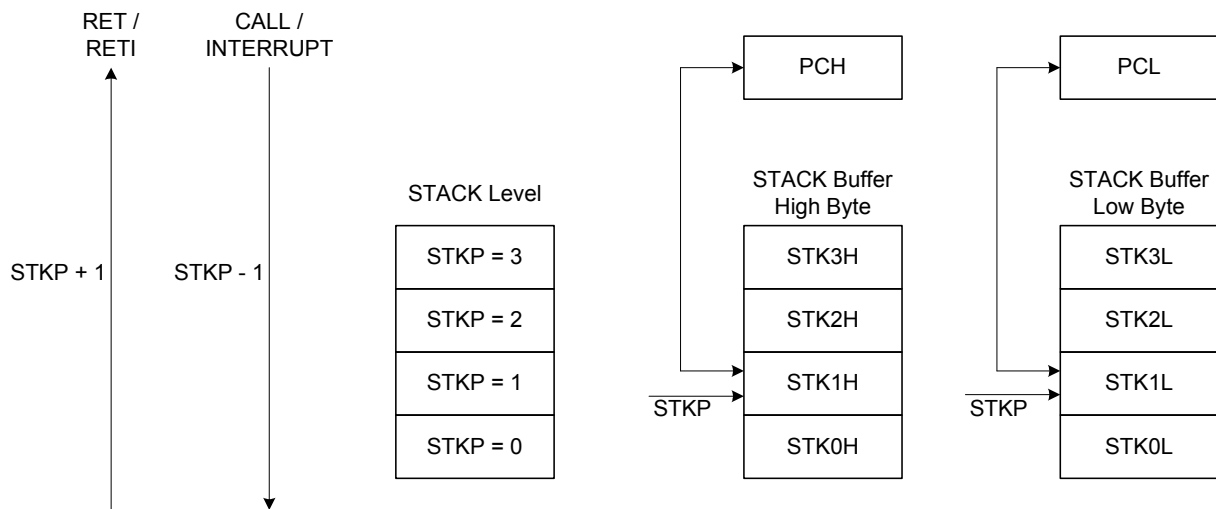 RET /
RETI
CALL /
INTERRUPT
PCH
PCL
STACK Level
STACK Buffer
High Byte
STACK Buffer
Low Byte
STKP + 1
STKP - 1
STKP = 3
STK3H
STK3L
STKP = 2
STK2H
STK2L
STKP = 1
STK1H
STK1L
STKP
STKP
STKP = 0
STK0H
STK0L